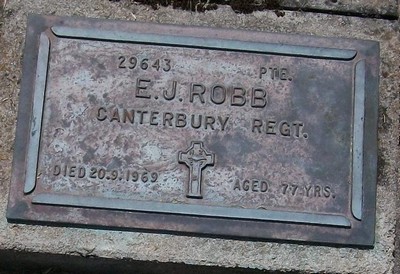 29643 PTE.
E.J. ROBB
CANTERBURY REGT.
DIED 20.9.1969 AGED 77 YRS.